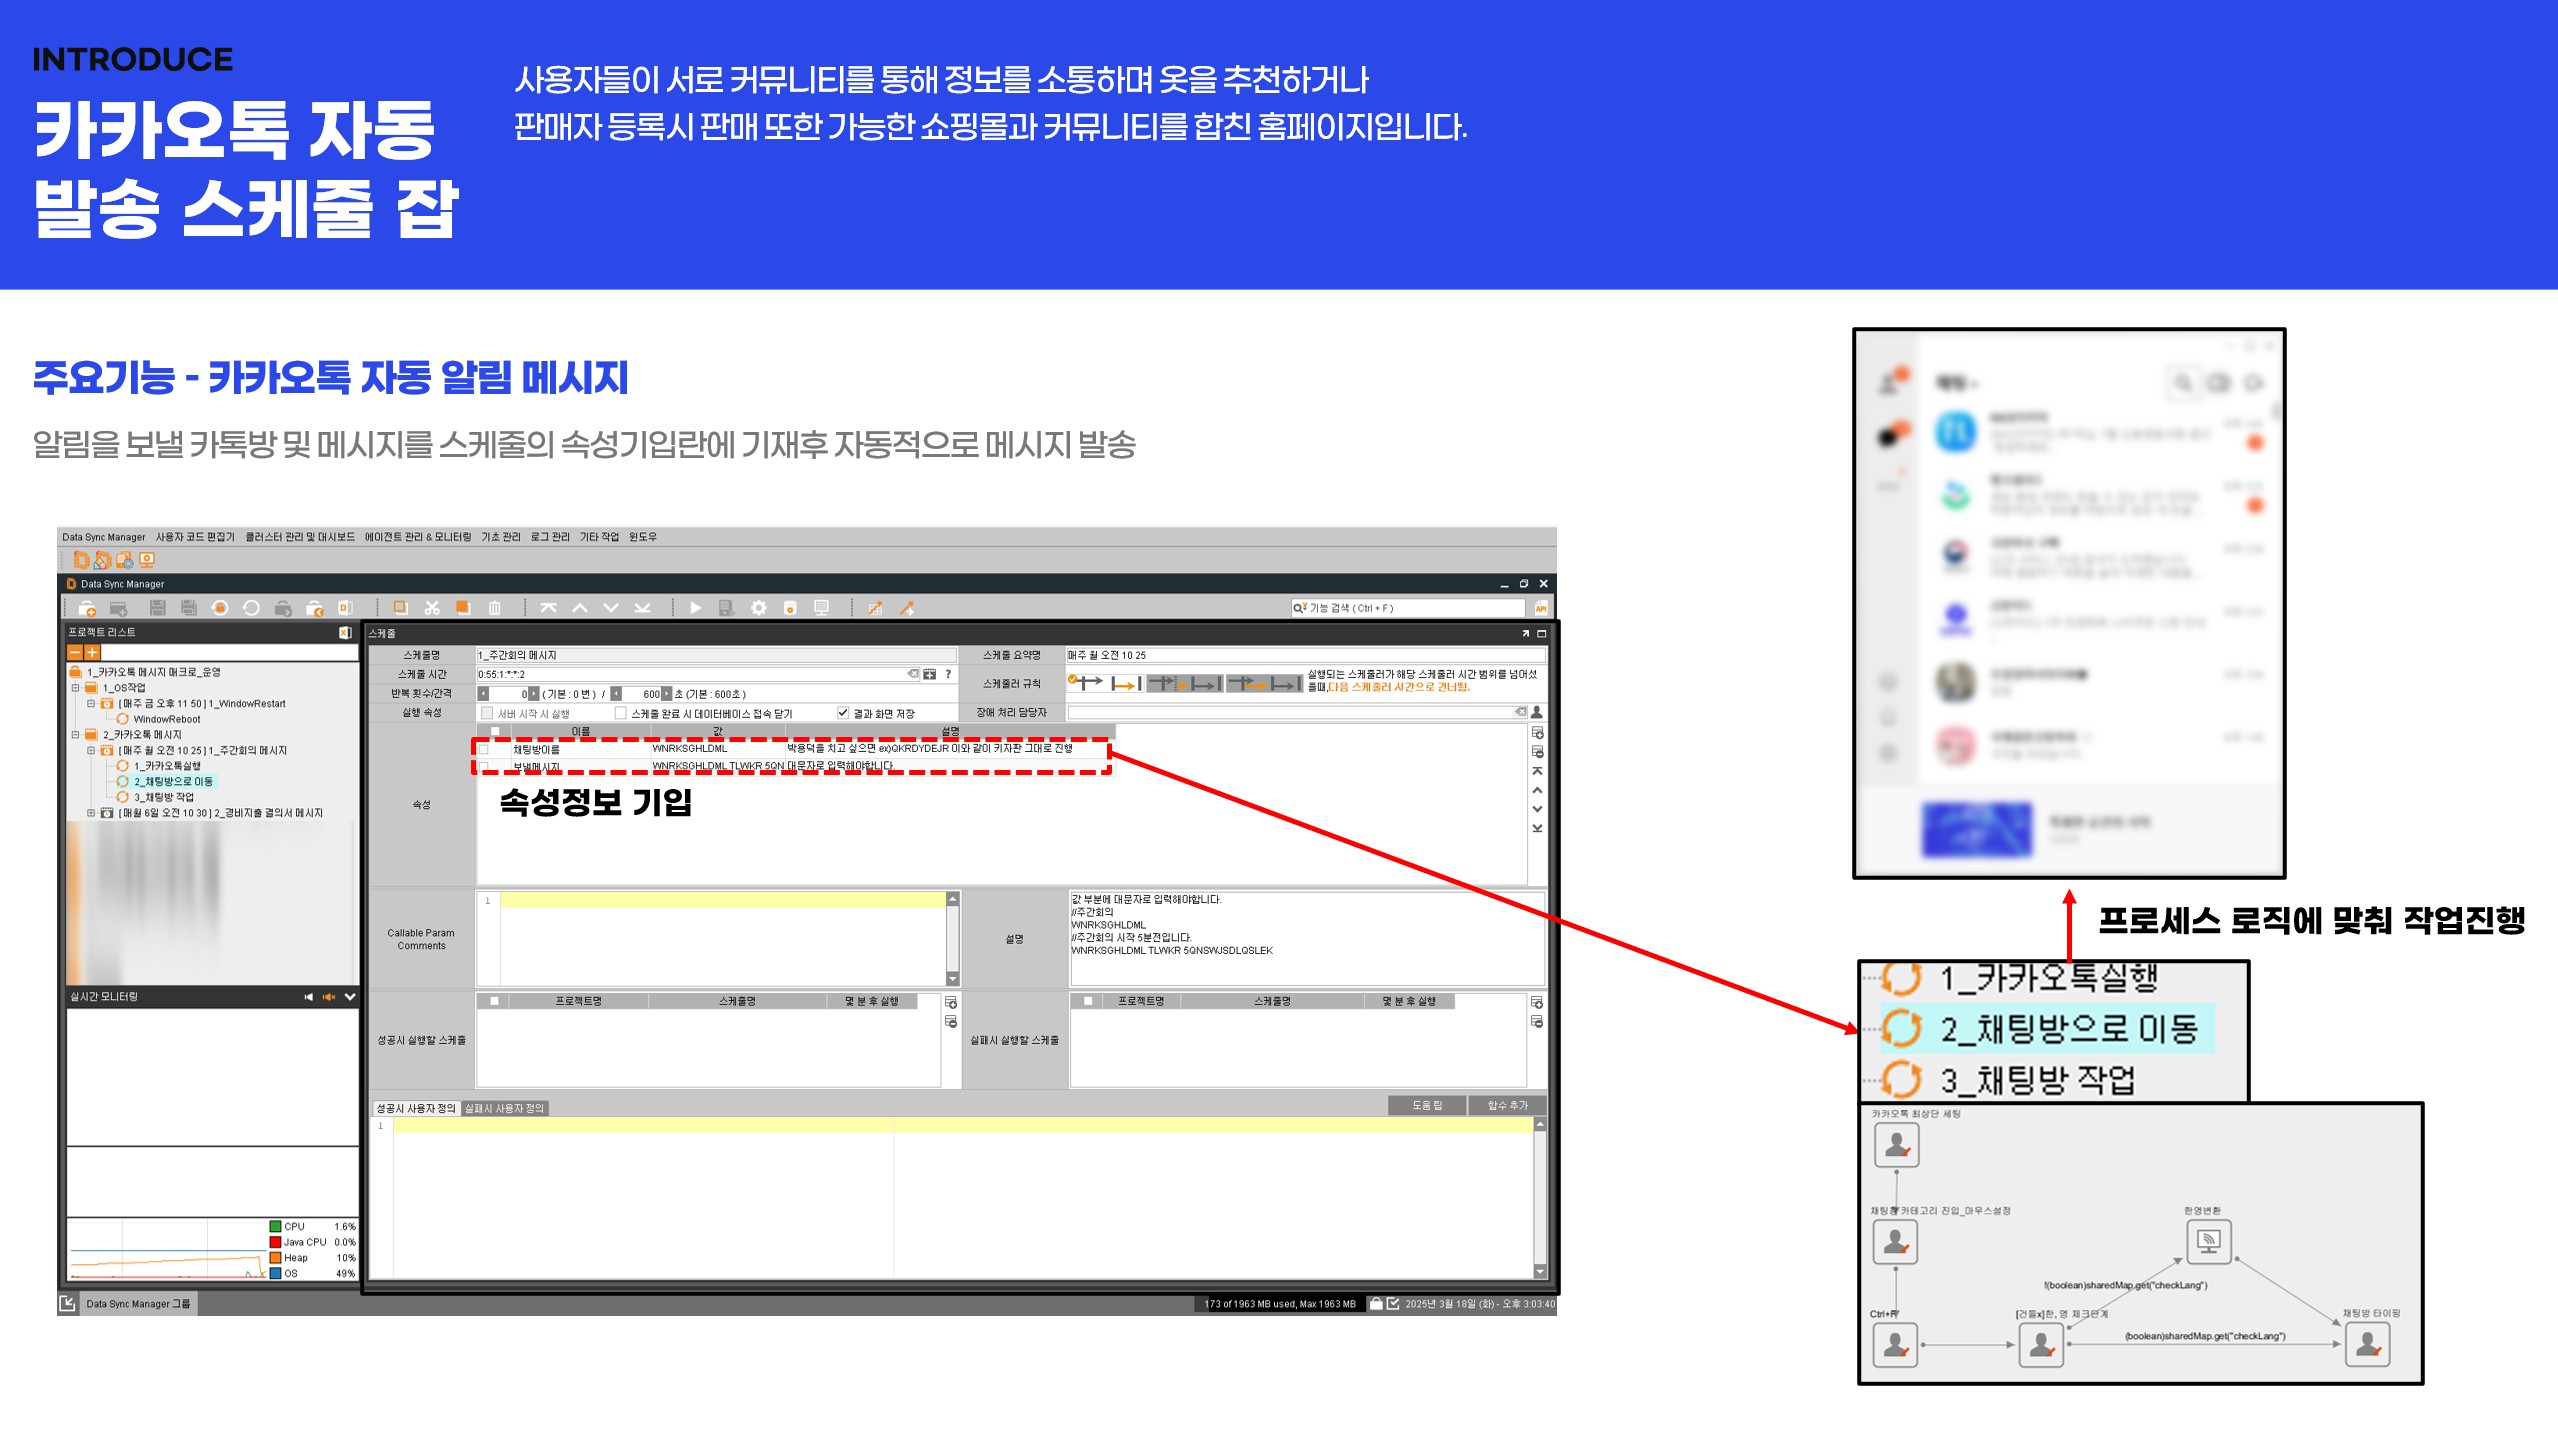 INTRODUCE
카카오톡 자동
발송 스케줄 잡
사용자들이 서로 커뮤니티를 통해 정보를 소통하며 옷을 추천하거나
판매자 등록시 판매 또한 가능한 쇼핑몰과 커뮤니티를 합친 홈페이지입니다.
주요기능 - 카카오톡 자동 알림 메시지
알림을 보낼 카톡방 및 메시지를 스케줄의 속성기입란에 기재후 자동적으로 메시지 발송
Data Sync Manager 사용자 코드 편집기 클러스터 관리 및 대시보드 에이전트 관리 & 모니터링 기초 관리 로그 관리 기타 작업 윈도우
Data Sync Manager
기능 검색 ( Ctrl + F )
API
프로젝트 리스트
1_카카오톡 메시지 매크로_운영
1_OS작업
[매주 금 오후 11 50] 1_WindowRestart
WindowReboot
2_카카오톡 메시지
[매주 월 오전 10 25] 1_주간회의 메시지
1_카카오톡실행
2_채팅방으로 이동
3_채팅방 작업
[매월 6일 오전 10 30] 2_경비지출 결의서 메시지
실시간 모니터링
CPU 1.6%
Java CPU 0.0%
Heap 10%
OS 49%
스케줄
스케줄명 1_주간회의 메시지 스케줄 요약명 매주 월 오전 10 25
스케줄 시간 0:55:1:*:*:2
스케줄러 규칙 실행되는 스케줄러가 해당 스케줄러 시간 범위를 넘어섰
을때,다음 스케줄러 시간으로 건너뜀.
반복 횟수/간격 0 ( 기본 : 0 번 ) / 600 초 (기본 : 600초 )
실행 속성 서버 시작 시 실행 스케줄 완료 시 데이터베이스 접속 닫기 결과 화면 저장 장애 처리 담당자
이름 값 설명
채팅방이름 WNRKSGHLDML 박용덕을 치고 싶으면 ex)QKRDYDEJR 이와 같이 키자판 그대로 진행
보낼메시지 WNRKSGHLDML TLWKR 5QN 대문자로 입력해야합니다.
속성
속성정보 기입
Callable Param
Comments
1
설명
값 부분에 대문자로 입력해야합니다.
//주간회의
WNRKSGHLDML
//주간회의 시작 5분전입니다.
WNRKSGHLDML TLWKR 5QNSWJSDLQSLEK
성공시 실행할 스케줄
프로젝트명 스케줄명 몇 분 후 실행
실패시 실행할 스케줄
프로젝트명 스케줄명 몇 분 후 실행
성공시 사용자 정의 실패시 사용자 정의 도움 팁 함수 추가
1
Data Sync Manager 그룹 173 of 1963 MB used, Max 1963 MB 2025년 3월 18일 (화) - 오후 3:03:40
프로세스 로직에 맞춰 작업진행
1_카카오톡실행
2_채팅방으로 이동
3_채팅방 작업
카카오톡 최상단 세팅
카테고리 진입_마우스설정
한영변환
!(boolean)sharedMap.get("checkLang")
Ctrl+F
[건들x]한, 영 체크단계
(boolean)sharedMap.get("checkLang")
채팅방 타이핑